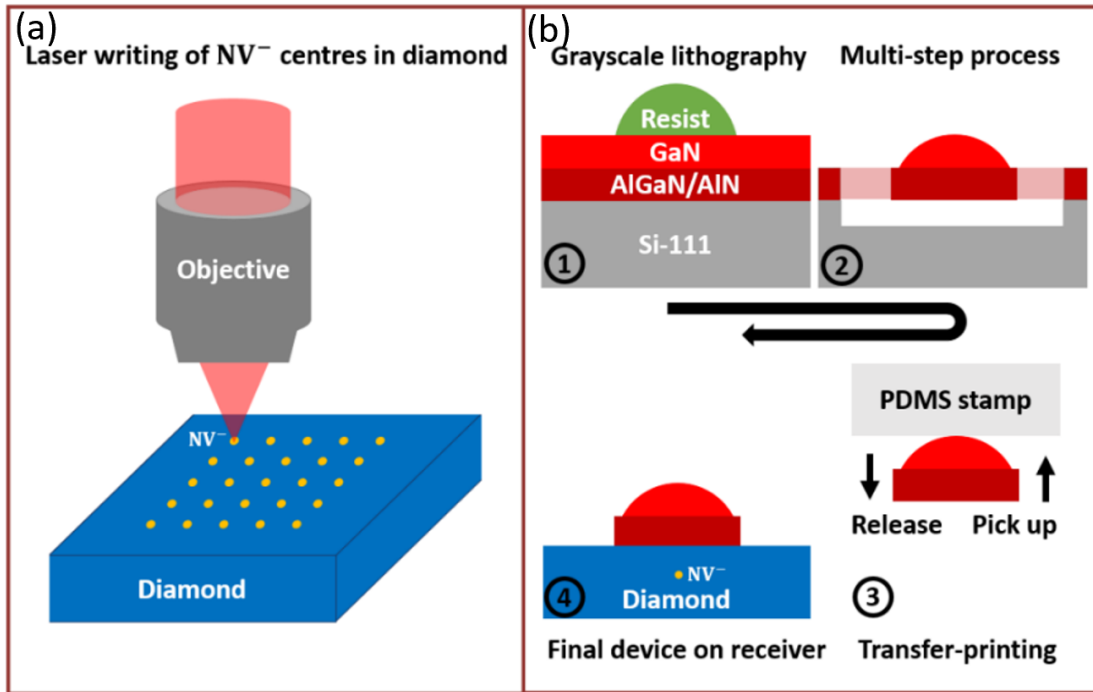 (a)
Laser writing of NV⁻ centres in diamond
Objective
NV⁻
Diamond
(b)
Grayscale lithography
Multi-step process
Resist
GaN
AlGaN/AlN
Si-111
1
2
PDMS stamp
Release
Pick up
3
Transfer-printing
NV⁻
Diamond
4
Final device on receiver